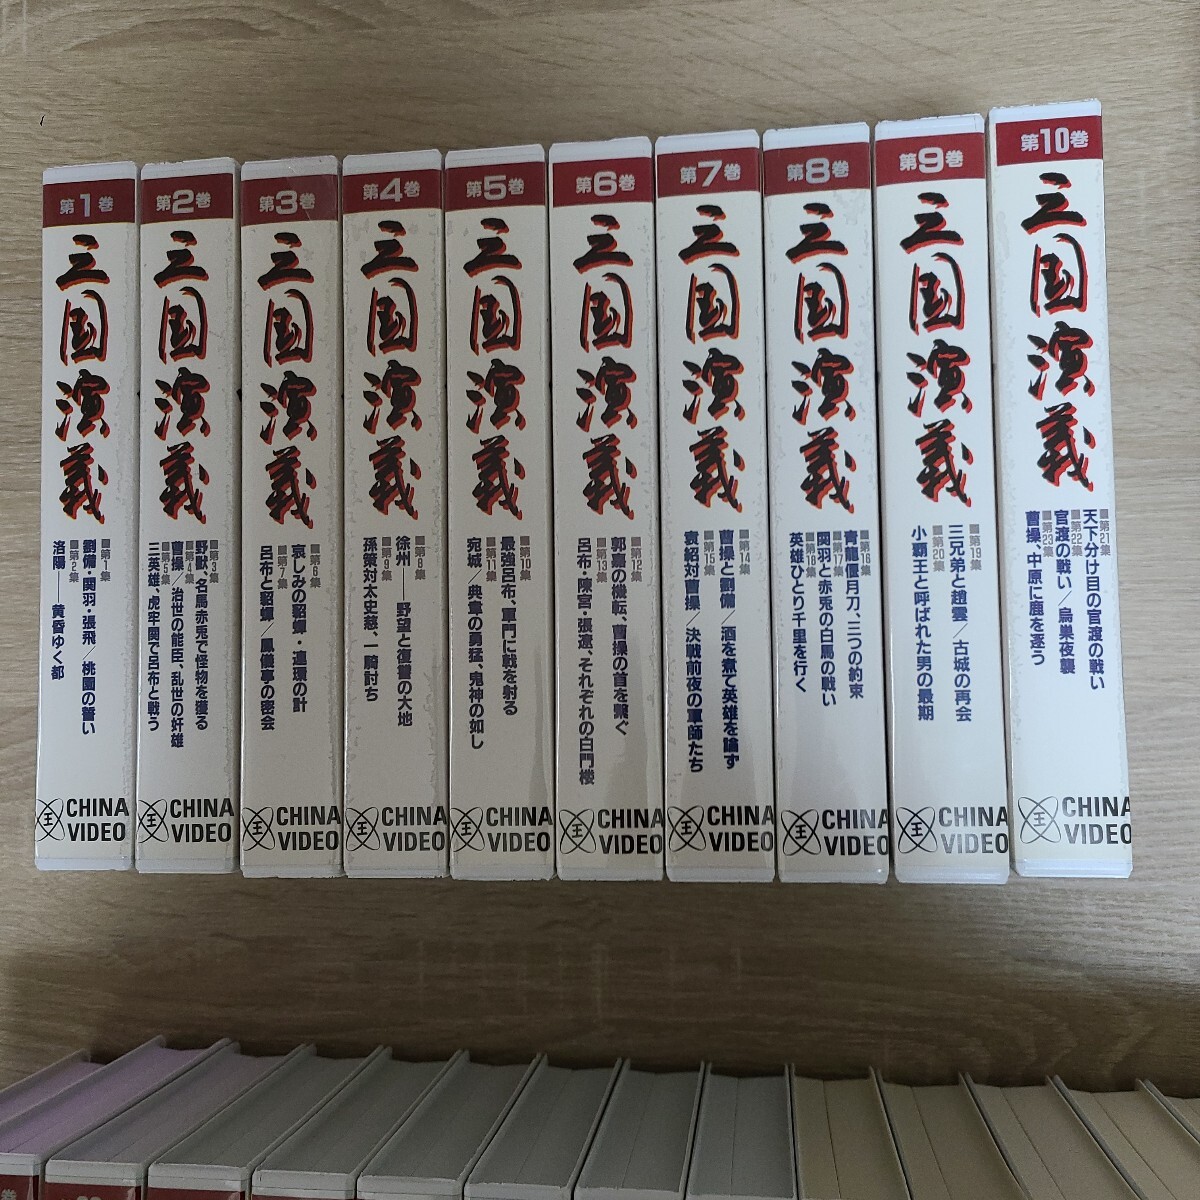 第1巻
三国演義
■第1集
劉備・関羽・張飛／桃園の誓い
■第2集
洛陽――黄昏ゆく都
CHINA
VIDEO
第2巻
三国演義
■第3集
野獣、名馬赤兎で怪物を獲る
■第4集
曹操／治世の能臣、乱世の奸雄
■第5集
三英雄、虎牢関で呂布と戦う
CHINA
VIDEO
第3巻
三国演義
■第6集
哀しみの貂蝉・連環の計
■第7集
呂布と貂蝉／鳳儀亭の密会
王
CHINA
VIDEO
第4巻
三国演義
■第8集
徐州――野望と復讐の大地
■第9集
孫策対太史慈、一騎討ち
王
CHINA
VIDEO
第5巻
三国演義
■第10集
最強呂布、軍門に戟を射る
■第11集
宛城／典韋の勇猛、鬼神の如し
王
CHINA
VIDEO
第6巻
三国演義
■第12集
郭嘉の機転、曹操の首を繋ぐ
■第13集
呂布・陳宮・張遼、それぞれの白門楼
王
CHINA
VIDEO
第7巻
三国演義
■第14集
曹操と劉備／酒を煮て英雄を論ず
■第15集
袁紹対曹操／決戦前夜の軍師たち
王
CHINA
VIDEO
第8巻
三国演義
■第16集
青龍偃月刀、三つの約束
■第17集
関羽と赤兎の白馬の戦い
■第18集
英雄ひとり千里を行く
王
CHINA
VIDEO
第9巻
三国演義
■第19集
三兄弟と趙雲／古城の再会
■第20集
小覇王と呼ばれた男の最期
王
CHINA
VIDEO
第10巻
三国演義
■第21集
天下分け目の官渡の戦い
■第22集
官渡の戦い／烏巣夜襲
■第23集
曹操、中原に鹿を逐う
王
CHINA
VIDEO
巻